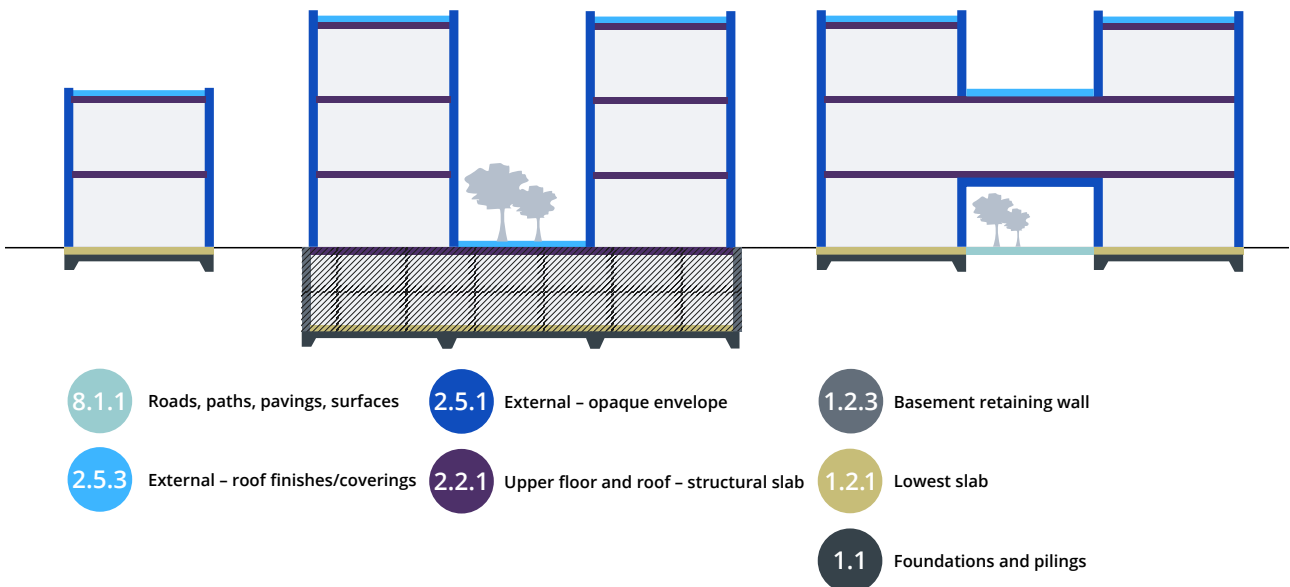 8.1.1 Roads, paths, pavings, surfaces
2.5.3 External – roof finishes/coverings
2.5.1 External – opaque envelope
2.2.1 Upper floor and roof – structural slab
1.2.3 Basement retaining wall
1.2.1 Lowest slab
1.1 Foundations and pilings